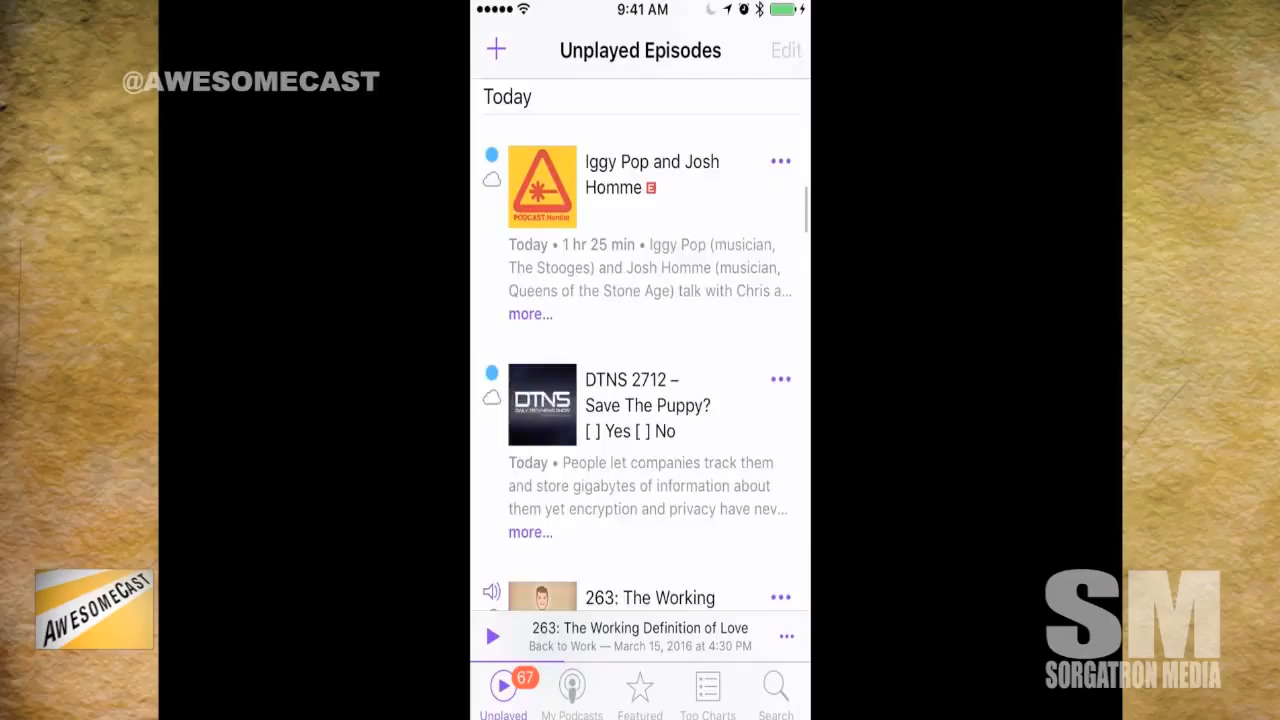 9:41 AM
Unplayed Episodes
Edit
@AWESOMECAST
Today
Iggy Pop and Josh
Homme E
PODCAST Nerdist
Today • 1 hr 25 min • Iggy Pop (musician,
The Stooges) and Josh Homme (musician,
Queens of the Stone Age) talk with Chris a...
more...
DTNS 2712 –
Save The Puppy?
[ ] Yes [ ] No
DTNS
DAILY TECH NEWS SHOW
Today • People let companies track them
and store gigabytes of information about
them yet encryption and privacy have nev...
more...
263: The Working
263: The Working Definition of Love
Back to Work — March 15, 2016 at 4:30 PM
67
Unplayed
My Podcasts
Featured
Top Charts
Search
AWESOMECAST
SM
SORGATRON MEDIA